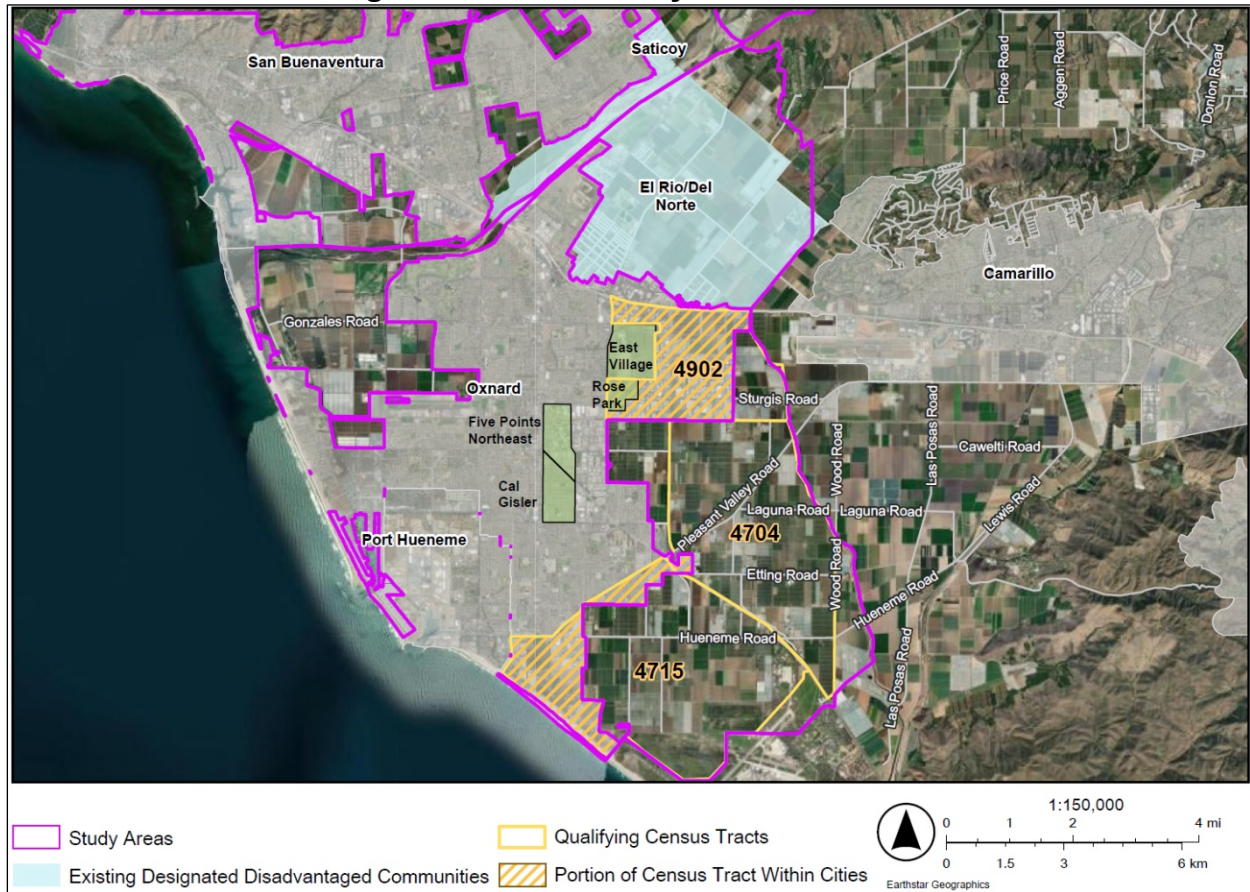 San Buenaventura
Saticoy
Price Road
Aggen Road
Donlon Road
El Rio/Del
Norte
Camarillo
Gonzales Road
East
Village
4902
Rose
Park
Sturgis Road
Oxnard
Five Points
Northeast
Cal
Gisler
Pleasant Valley Road
Wood Road
Las Posas Road
Cawelti Road
Lewis Road
Laguna Road
Laguna Road
4704
Port Hueneme
Etting Road
Wood Road
Hueneme Road
Hueneme Road
4715
Las Posas Road
Study Areas
Existing Designated Disadvantaged Communities
Qualifying Census Tracts
Portion of Census Tract Within Cities
1:150,000
0 1 2 4 mi
0 1.5 3 6 km
Earthstar Geographics